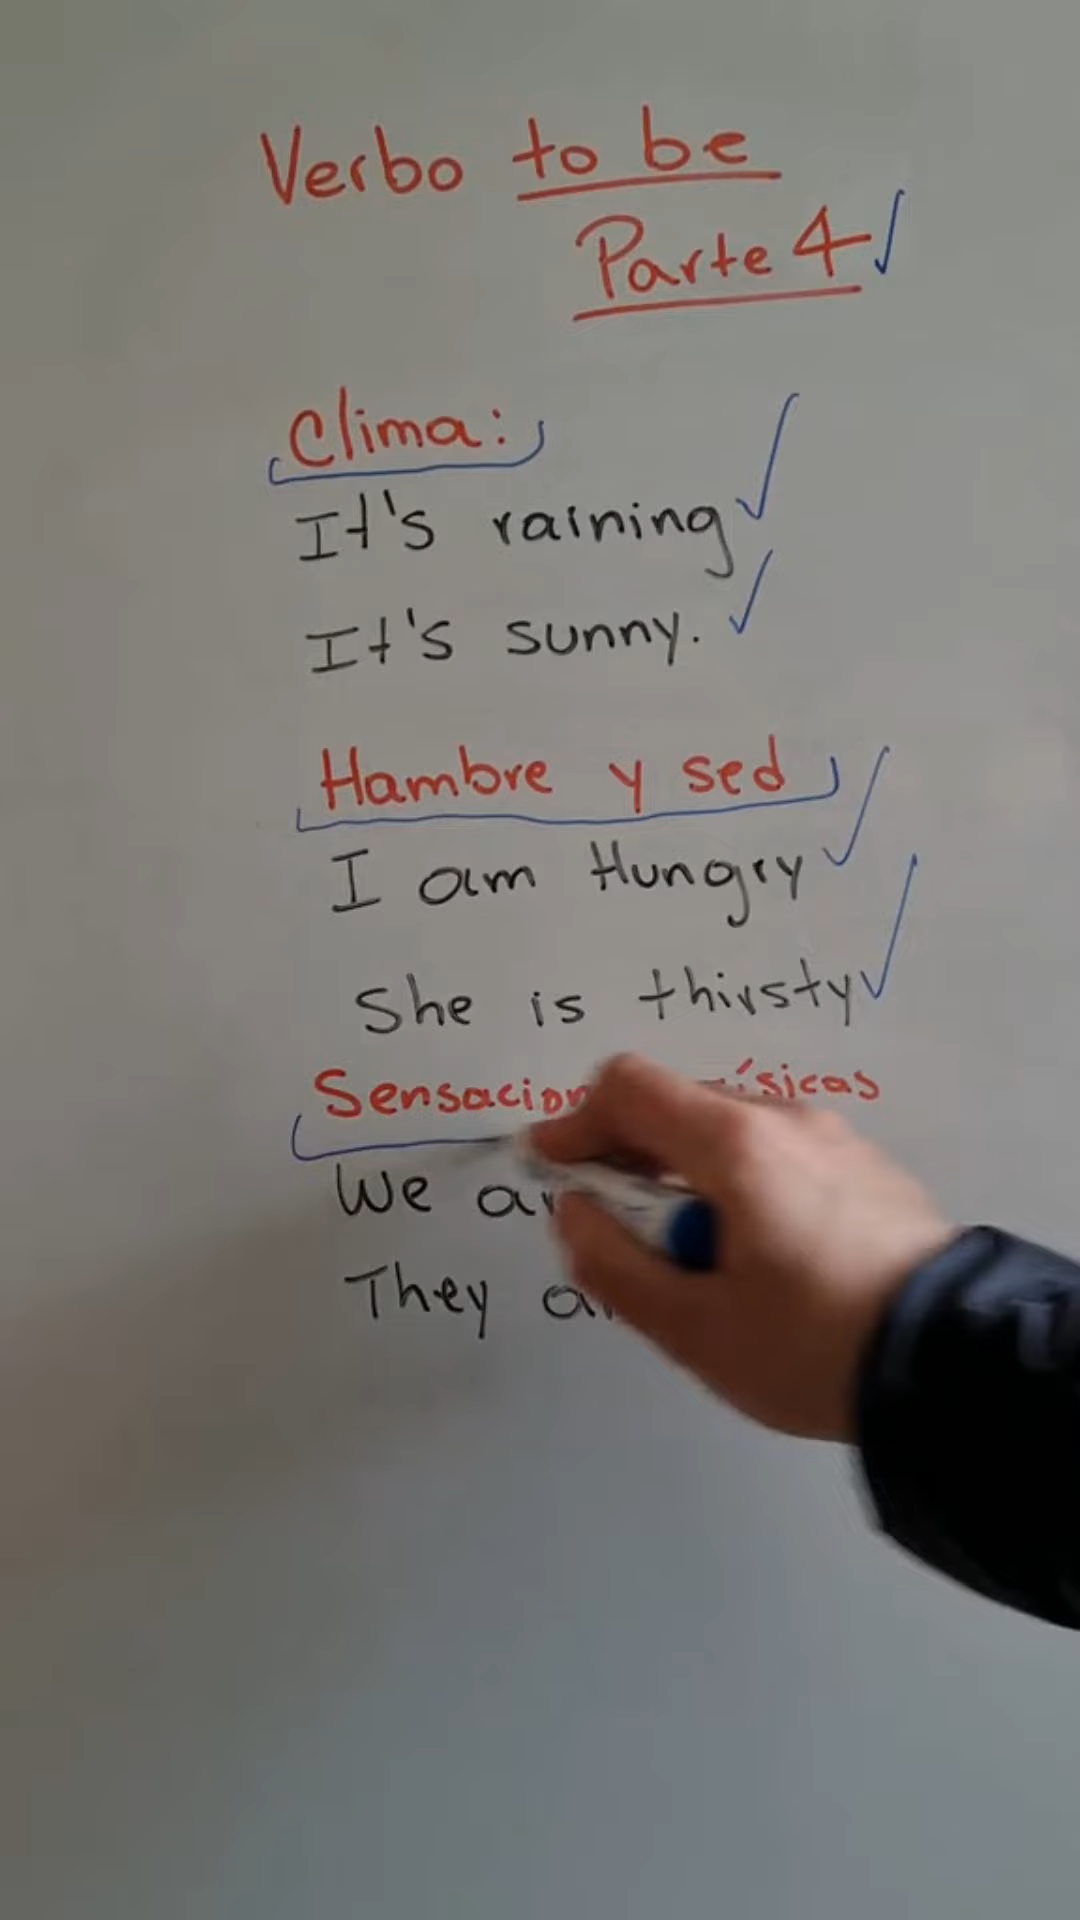 Verbo to be
Parte 4
Clima:
It's raining
It's sunny.
Hambre y sed
I am Hungry
She is thirsty
We
They